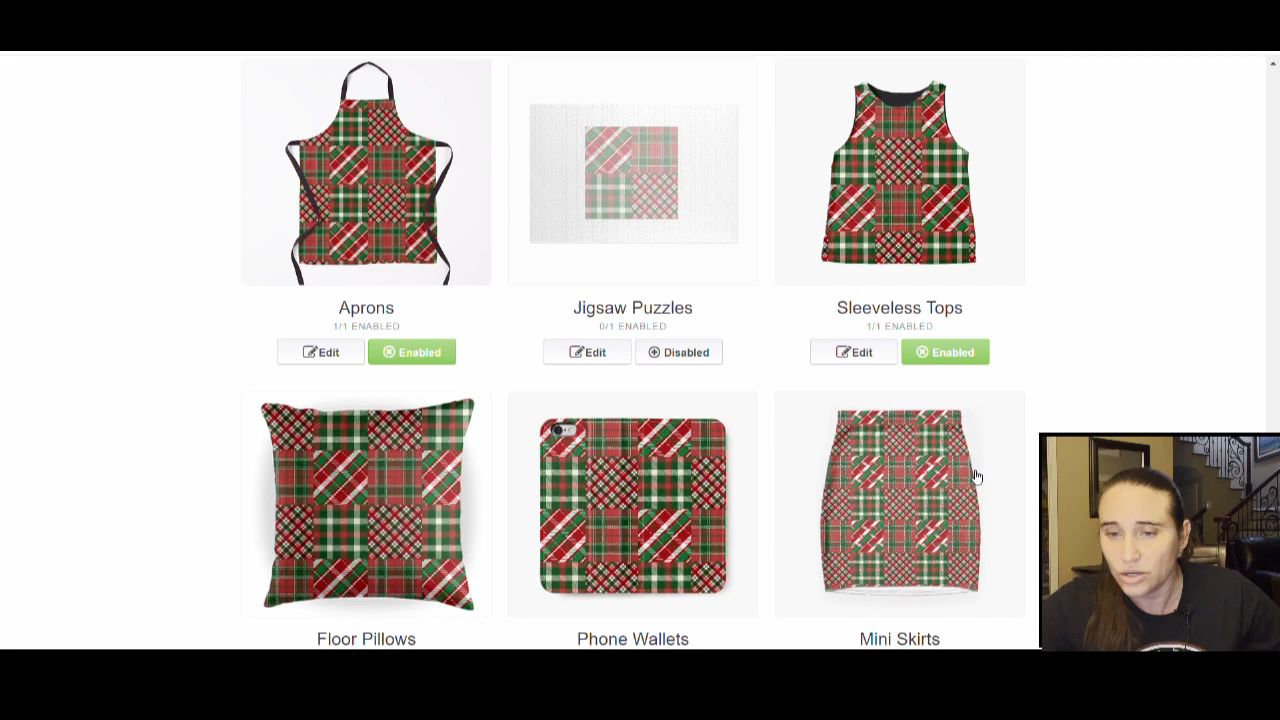 Aprons
1/1 ENABLED
Edit
Enabled
Jigsaw Puzzles
0/1 ENABLED
Edit
Disabled
Sleeveless Tops
1/1 ENABLED
Edit
Enabled
Floor Pillows
Phone Wallets
Mini Skirts